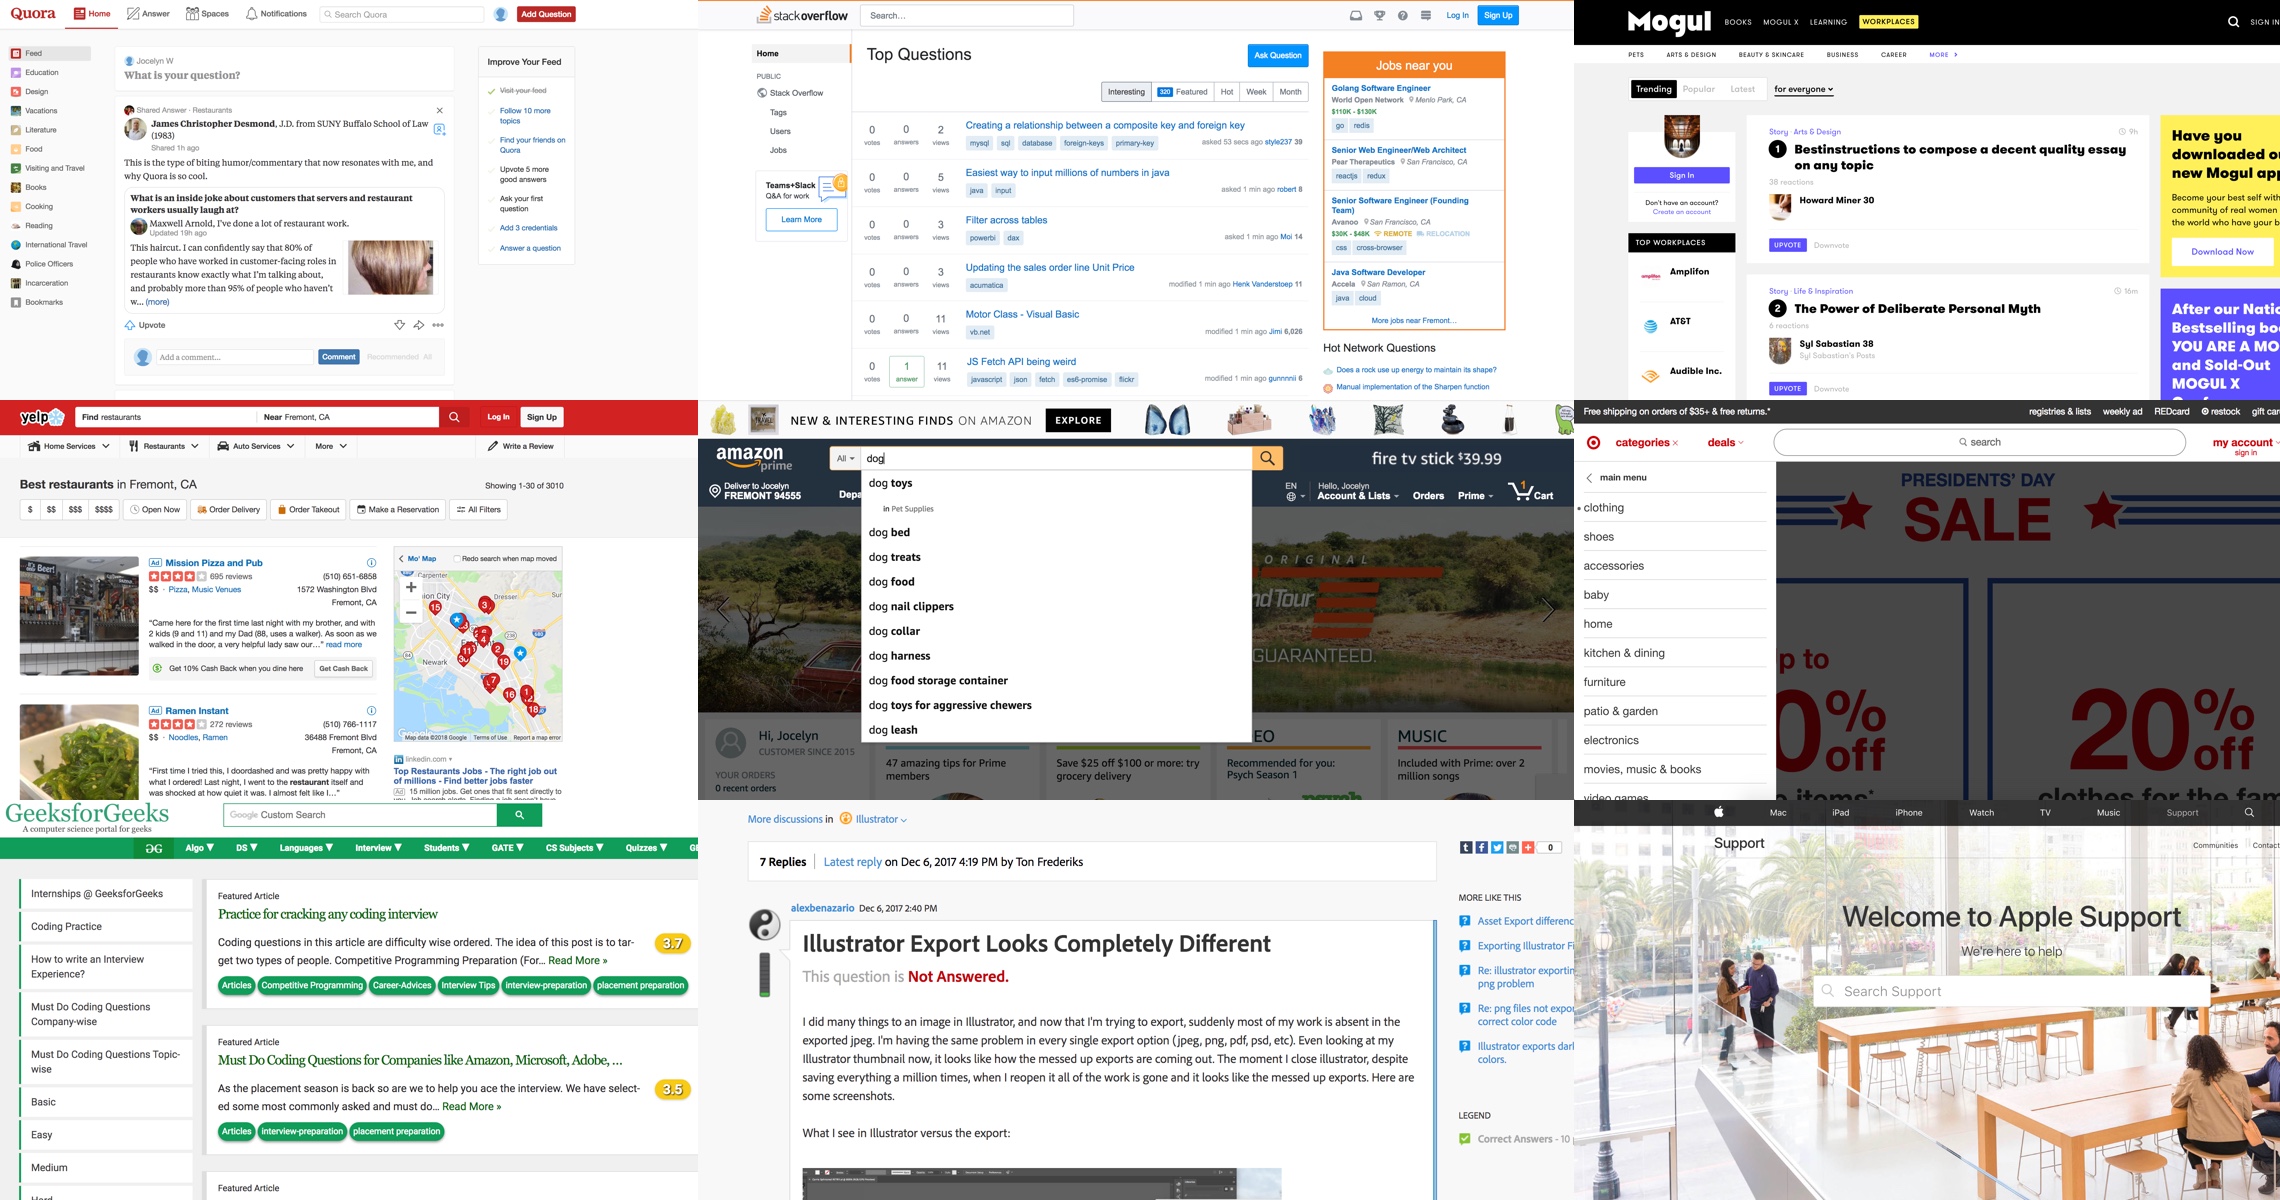 Quora
Home
Answer
Spaces
Notifications
Search Quora
Add Question
Feed
Education
Design
Vacations
Literature
Food
Visiting and Travel
Books
Cooking
Reading
International Travel
Police Officers
Incarceration
Bookmarks
Jocelyn W
What is your question?
Shared Answer · Restaurants
James Christopher Desmond, J.D. from SUNY Buffalo School of Law
(1983)
Shared 1h ago
This is the type of biting humor/commentary that now resonates with me, and
why Quora is so cool.
What is an inside joke about customers that servers and restaurant
workers usually laugh at?
Maxwell Arnold, I've done a lot of restaurant work.
Updated 19h ago
This haircut. I can confidently say that 80% of
people who have worked in customer-facing roles in
restaurants know exactly what I'm talking about,
and probably more than 95% of people who haven't
w... (more)
Upvote
Add a comment...
Comment
Recommended All
Improve Your Feed
Visit your feed
Follow 10 more
topics
Find your friends on
Quora
Upvote 5 more
good answers
Ask your first
question
Add 3 credentials
Answer a question
stackoverflow
Search...
Log In
Sign Up
Home
PUBLIC
Stack Overflow
Tags
Users
Jobs
Teams+Slack
Q&A for work
Learn More
Top Questions
Ask Question
Interesting
320 Featured
Hot
Week
Month
0 0 2
votes answers views
Creating a relationship between a composite key and foreign key
mysql sql database foreign-keys primary-key
asked 53 secs ago style237 39
0 0 5
votes answers views
Easiest way to input millions of numbers in java
java input
asked 1 min ago robert 8
0 0 3
votes answers views
Filter across tables
powerbi dax
asked 1 min ago Moi 14
0 0 3
votes answers views
Updating the sales order line Unit Price
acumatica
modified 1 min ago Henk Vanderstoep 11
0 0 11
votes answers views
Motor Class - Visual Basic
vb.net
modified 1 min ago Jimi 6,026
0 1 11
votes answer views
JS Fetch API being weird
javascript json fetch es6-promise flickr
modified 1 min ago gunnnnii 6
Jobs near you
Golang Software Engineer
World Open Network Menlo Park, CA
$110K - $130K
go redis
Senior Web Engineer/Web Architect
Pear Therapeutics San Francisco, CA
reactjs redux
Senior Software Engineer (Founding
Team)
Avanoo San Francisco, CA
$30K - $48K REMOTE RELOCATION
css cross-browser
Java Software Developer
Accela San Ramon, CA
java cloud
More jobs near Fremont...
Hot Network Questions
Does a rock use up energy to maintain its shape?
Manual implementation of the Sharpen function
Mogul
BOOKS
MOGUL X
LEARNING
WORKPLACES
SIGN IN
PETS
ARTS & DESIGN
BEAUTY & SKINCARE
BUSINESS
CAREER
MORE >
Trending
Popular
Latest
for everyone
Sign In
Don't have an account?
Create an account
TOP WORKPLACES
Amplifon
AT&T
Audible Inc.
Story · Arts & Design
9h
1 Bestinstructions to compose a decent quality essay
on any topic
38 reactions
Howard Miner 30
UPVOTE Downvote
Story · Life & Inspiration
16m
2 The Power of Deliberate Personal Myth
6 reactions
Syl Sabastian 38
Syl Sabastian's Posts
UPVOTE Downvote
Have you
downloaded o
new Mogul ap
Become your best self with
community of real women
the world who have your b
Download Now
After our Natio
Bestselling bo
YOU ARE A MO
and Sold-Out
MOGUL X
yelp
Find restaurants
Near Fremont, CA
Log In
Sign Up
Home Services
Restaurants
Auto Services
More
Write a Review
Best restaurants in Fremont, CA
Showing 1-30 of 3010
$ $$ $$$ $$$$
Open Now
Order Delivery
Order Takeout
Make a Reservation
All Filters
Ad Mission Pizza and Pub
695 reviews
$$ · Pizza, Music Venues
(510) 651-6858
1572 Washington Blvd
Fremont, CA
"Came here for the first time last night with my brother, and with
2 kids (9 and 11) and my Dad (88, uses a walker). As soon as we
walked in the door, a very helpful lady saw our..." read more
Get 10% Cash Back when you dine here
Get Cash Back
Ad Ramen Instant
272 reviews
$$ · Noodles, Ramen
(510) 766-1117
36488 Fremont Blvd
Fremont, CA
"First time I tried this, I doordashed and was pretty happy with
what I ordered! Last night, I went to the restaurant itself and
was shocked at how quiet it was. I almost felt like I..."
Mo' Map
Redo search when map moved
Newark
Map data ©2018 Google Terms of Use Report a map error
linkedin.com
Top Restaurants Jobs - The right job out
of millions - Find better jobs faster
Ad 15 million jobs. Get ones that fit sent directly to
NEW & INTERESTING FINDS ON AMAZON
EXPLORE
amazon
prime
All
dog
fire tv stick $39.99
Deliver to Jocelyn
FREMONT 94555
Depa
EN
Hello, Jocelyn
Account & Lists
Orders
Prime
1
Cart
dog toys
in Pet Supplies
dog bed
dog treats
dog food
dog nail clippers
dog collar
dog harness
dog food storage container
dog toys for aggressive chewers
dog leash
ORIGINAL
nd Tour
GUARANTEED.
Hi, Jocelyn
CUSTOMER SINCE 2015
YOUR ORDERS
0 recent orders
47 amazing tips for Prime
members
Save $25 off $100 or more: try
grocery delivery
EO
Recommended for you:
Psych Season 1
MUSIC
Included with Prime: over 2
million songs
Free shipping on orders of $35+ & free returns.*
registries & lists
weekly ad
REDcard
restock
gift car
categories
deals
search
my account
sign in
main menu
clothing
shoes
accessories
baby
home
kitchen & dining
furniture
patio & garden
electronics
movies, music & books
video games
PRESIDENTS' DAY
SALE
p to
0%
off
items*
20%
off
clothes for the fam
GeeksforGeeks
A computer science portal for geeks
Google Custom Search
Algo
DS
Languages
Interview
Students
GATE
CS Subjects
Quizzes
GB
Internships @ GeeksforGeeks
Coding Practice
How to write an Interview
Experience?
Must Do Coding Questions
Company-wise
Must Do Coding Questions Topic-
wise
Basic
Easy
Medium
Hard
Featured Article
Practice for cracking any coding interview
Coding questions in this article are difficulty wise ordered. The idea of this post is to tar-
get two types of people. Competitive Programming Preparation (For... Read More »
3.7
Articles
Competitive Programming
Career-Advices
Interview Tips
interview-preparation
placement preparation
Featured Article
Must Do Coding Questions for Companies like Amazon, Microsoft, Adobe, ...
As the placement season is back so are we to help you ace the interview. We have select-
ed some most commonly asked and must do... Read More »
3.5
Articles
interview-preparation
placement preparation
Featured Article
More discussions in Illustrator
7 Replies
Latest reply on Dec 6, 2017 4:19 PM by Ton Frederiks
0
alexbenazario Dec 6, 2017 2:40 PM
Illustrator Export Looks Completely Different
This question is Not Answered.
I did many things to an image in Illustrator, and now that I'm trying to export, suddenly most of my work is absent in the
exported jpeg. I'm having the same problem in every single export option (jpeg, png, pdf, psd, etc). Even looking at my
Illustrator thumbnail now, it looks like how the messed up exports are coming out. The moment I close illustrator, despite
saving everything a million times, when I reopen it all of the work is gone and it looks like the messed up exports. Here are
some screenshots.
What I see in Illustrator versus the export:
MORE LIKE THIS
Asset Export differenc
Exporting Illustrator Fi
Re: illustrator exportin
png problem
Re: png files not expo
correct color code
Illustrator exports dar
colors.
LEGEND
Correct Answers - 10
Mac
iPad
iPhone
Watch
TV
Music
Support
Support
Communities
Contact
Welcome to Apple Support
We're here to help
Search Support